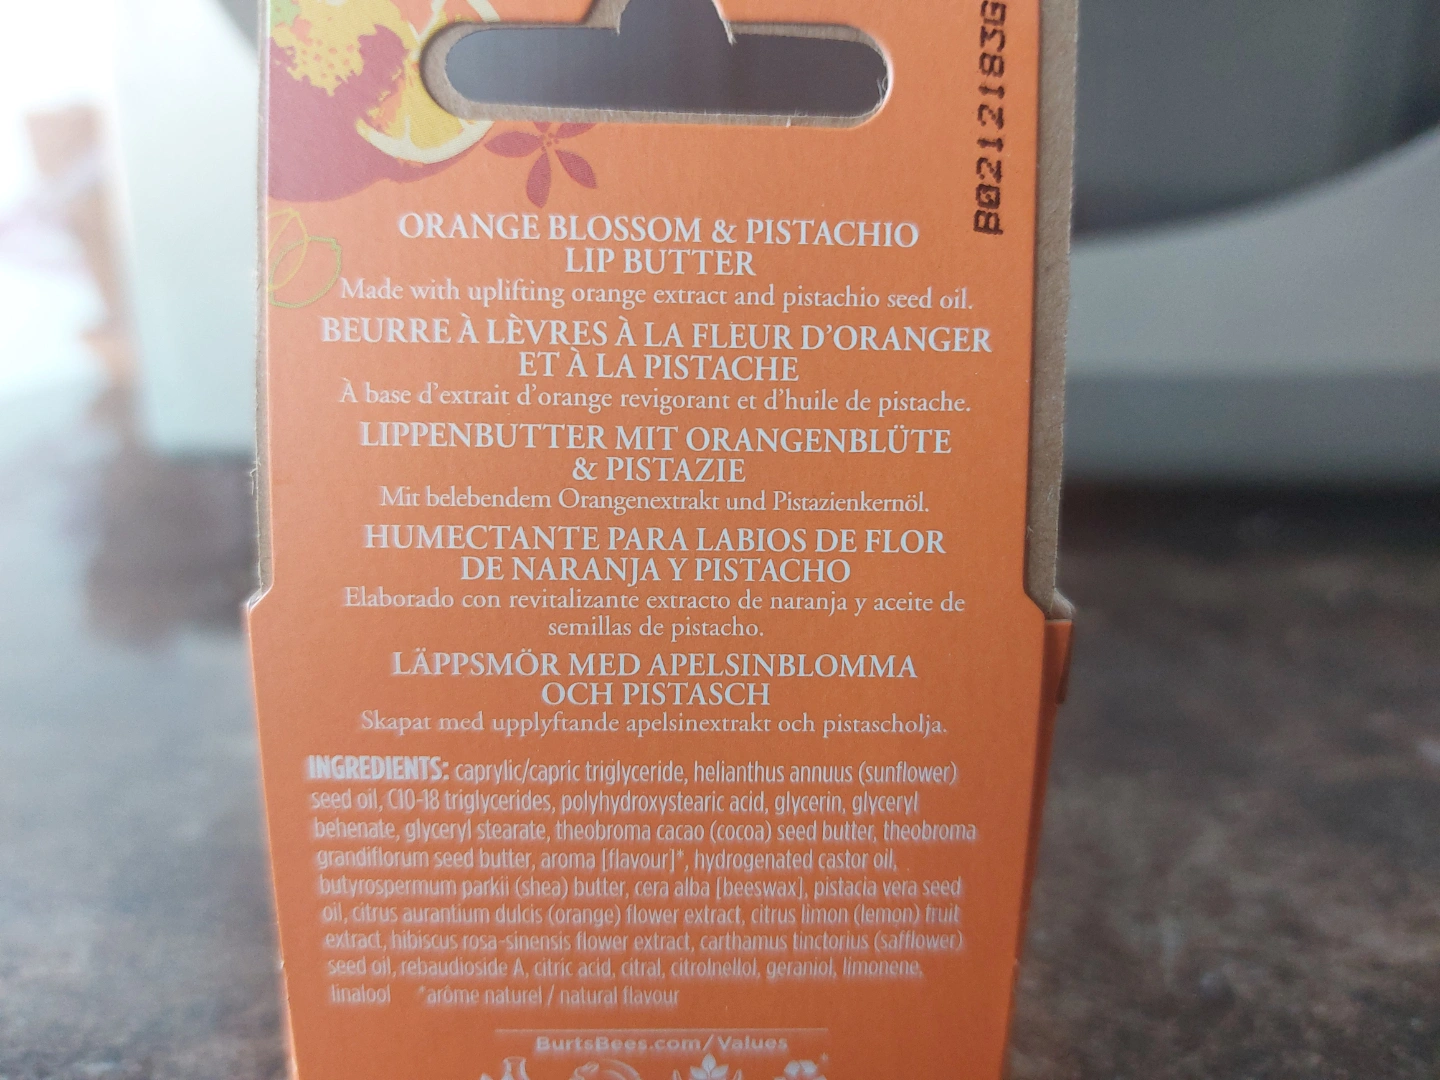 B0212183G
ORANGE BLOSSOM & PISTACHIO
LIP BUTTER
Made with uplifting orange extract and pistachio seed oil.
BEURRE À LÈVRES À LA FLEUR D'ORANGER
ET À LA PISTACHE
À base d'extrait d'orange revigorant et d'huile de pistache.
LIPPENBUTTER MIT ORANGENBLÜTE
& PISTAZIE
Mit belebendem Orangenextrakt und Pistazienkernöl.
HUMECTANTE PARA LABIOS DE FLOR
DE NARANJA Y PISTACHO
Elaborado con revitalizante extracto de naranja y aceite de
semillas de pistacho.
LÄPPSMÖR MED APELSINBLOMMA
OCH PISTASCH
Skapat med upplyftande apelsinextrakt och pistascholja.
INGREDIENTS: caprylic/capric triglyceride, helianthus annuus (sunflower)
seed oil, C10-18 triglycerides, polyhydroxystearic acid, glycerin, glyceryl
behenate, glyceryl stearate, theobroma cacao (cocoa) seed butter, theobroma
grandiflorum seed butter, aroma [flavour]*, hydrogenated castor oil,
butyrospermum parkii (shea) butter, cera alba [beeswax], pistacia vera seed
oil, citrus aurantium dulcis (orange) flower extract, citrus limon (lemon) fruit
extract, hibiscus rosa-sinensis flower extract, carthamus tinctorius (safflower)
seed oil, rebaudioside A, citric acid, citral, citrolnellol, geraniol, limonene,
linalool *arôme naturel / natural flavour
BurtsBees.com/Values